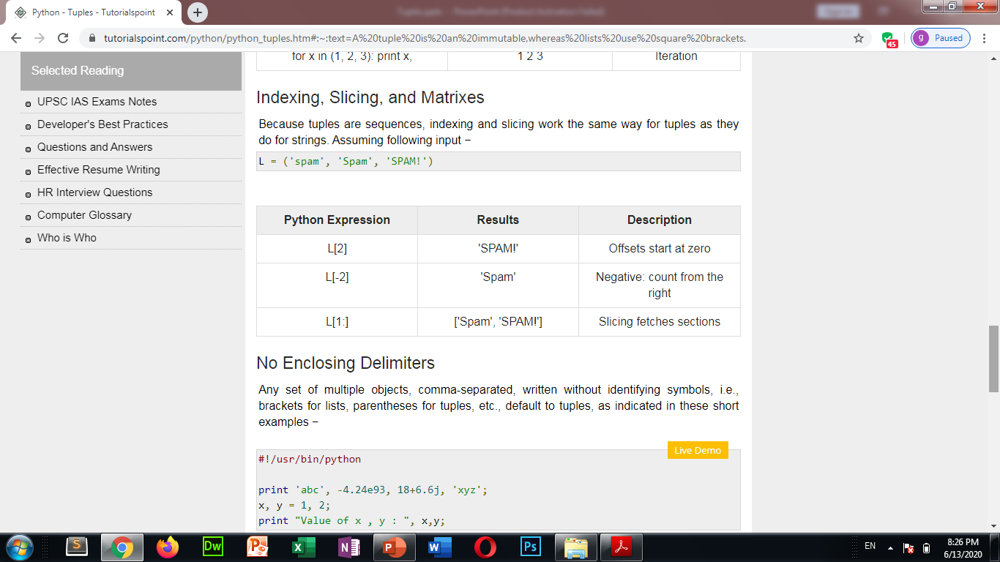 Python - Tuples - Tutorialspoint
tutorialspoint.com/python/python_tuples.htm#:~:text=A%20tuple%20is%20an%20immutable,whereas%20lists%20use%20square%20brackets.
45
g Paused
Selected Reading
UPSC IAS Exams Notes
Developer's Best Practices
Questions and Answers
Effective Resume Writing
HR Interview Questions
Computer Glossary
Who is Who
for x in (1, 2, 3): print x, 1 2 3 Iteration
Indexing, Slicing, and Matrixes
Because tuples are sequences, indexing and slicing work the same way for tuples as they
do for strings. Assuming following input −
L = ('spam', 'Spam', 'SPAM!')
Python Expression Results Description
L[2] 'SPAM!' Offsets start at zero
L[-2] 'Spam' Negative: count from the
right
L[1:] ['Spam', 'SPAM!'] Slicing fetches sections
No Enclosing Delimiters
Any set of multiple objects, comma-separated, written without identifying symbols, i.e.,
brackets for lists, parentheses for tuples, etc., default to tuples, as indicated in these short
examples −
Live Demo
#!/usr/bin/python
print 'abc', -4.24e93, 18+6.6j, 'xyz';
x, y = 1, 2;
print "Value of x , y : ", x,y;
S
Dw
P
X
N
P
W
Ps
EN
8:26 PM
6/13/2020